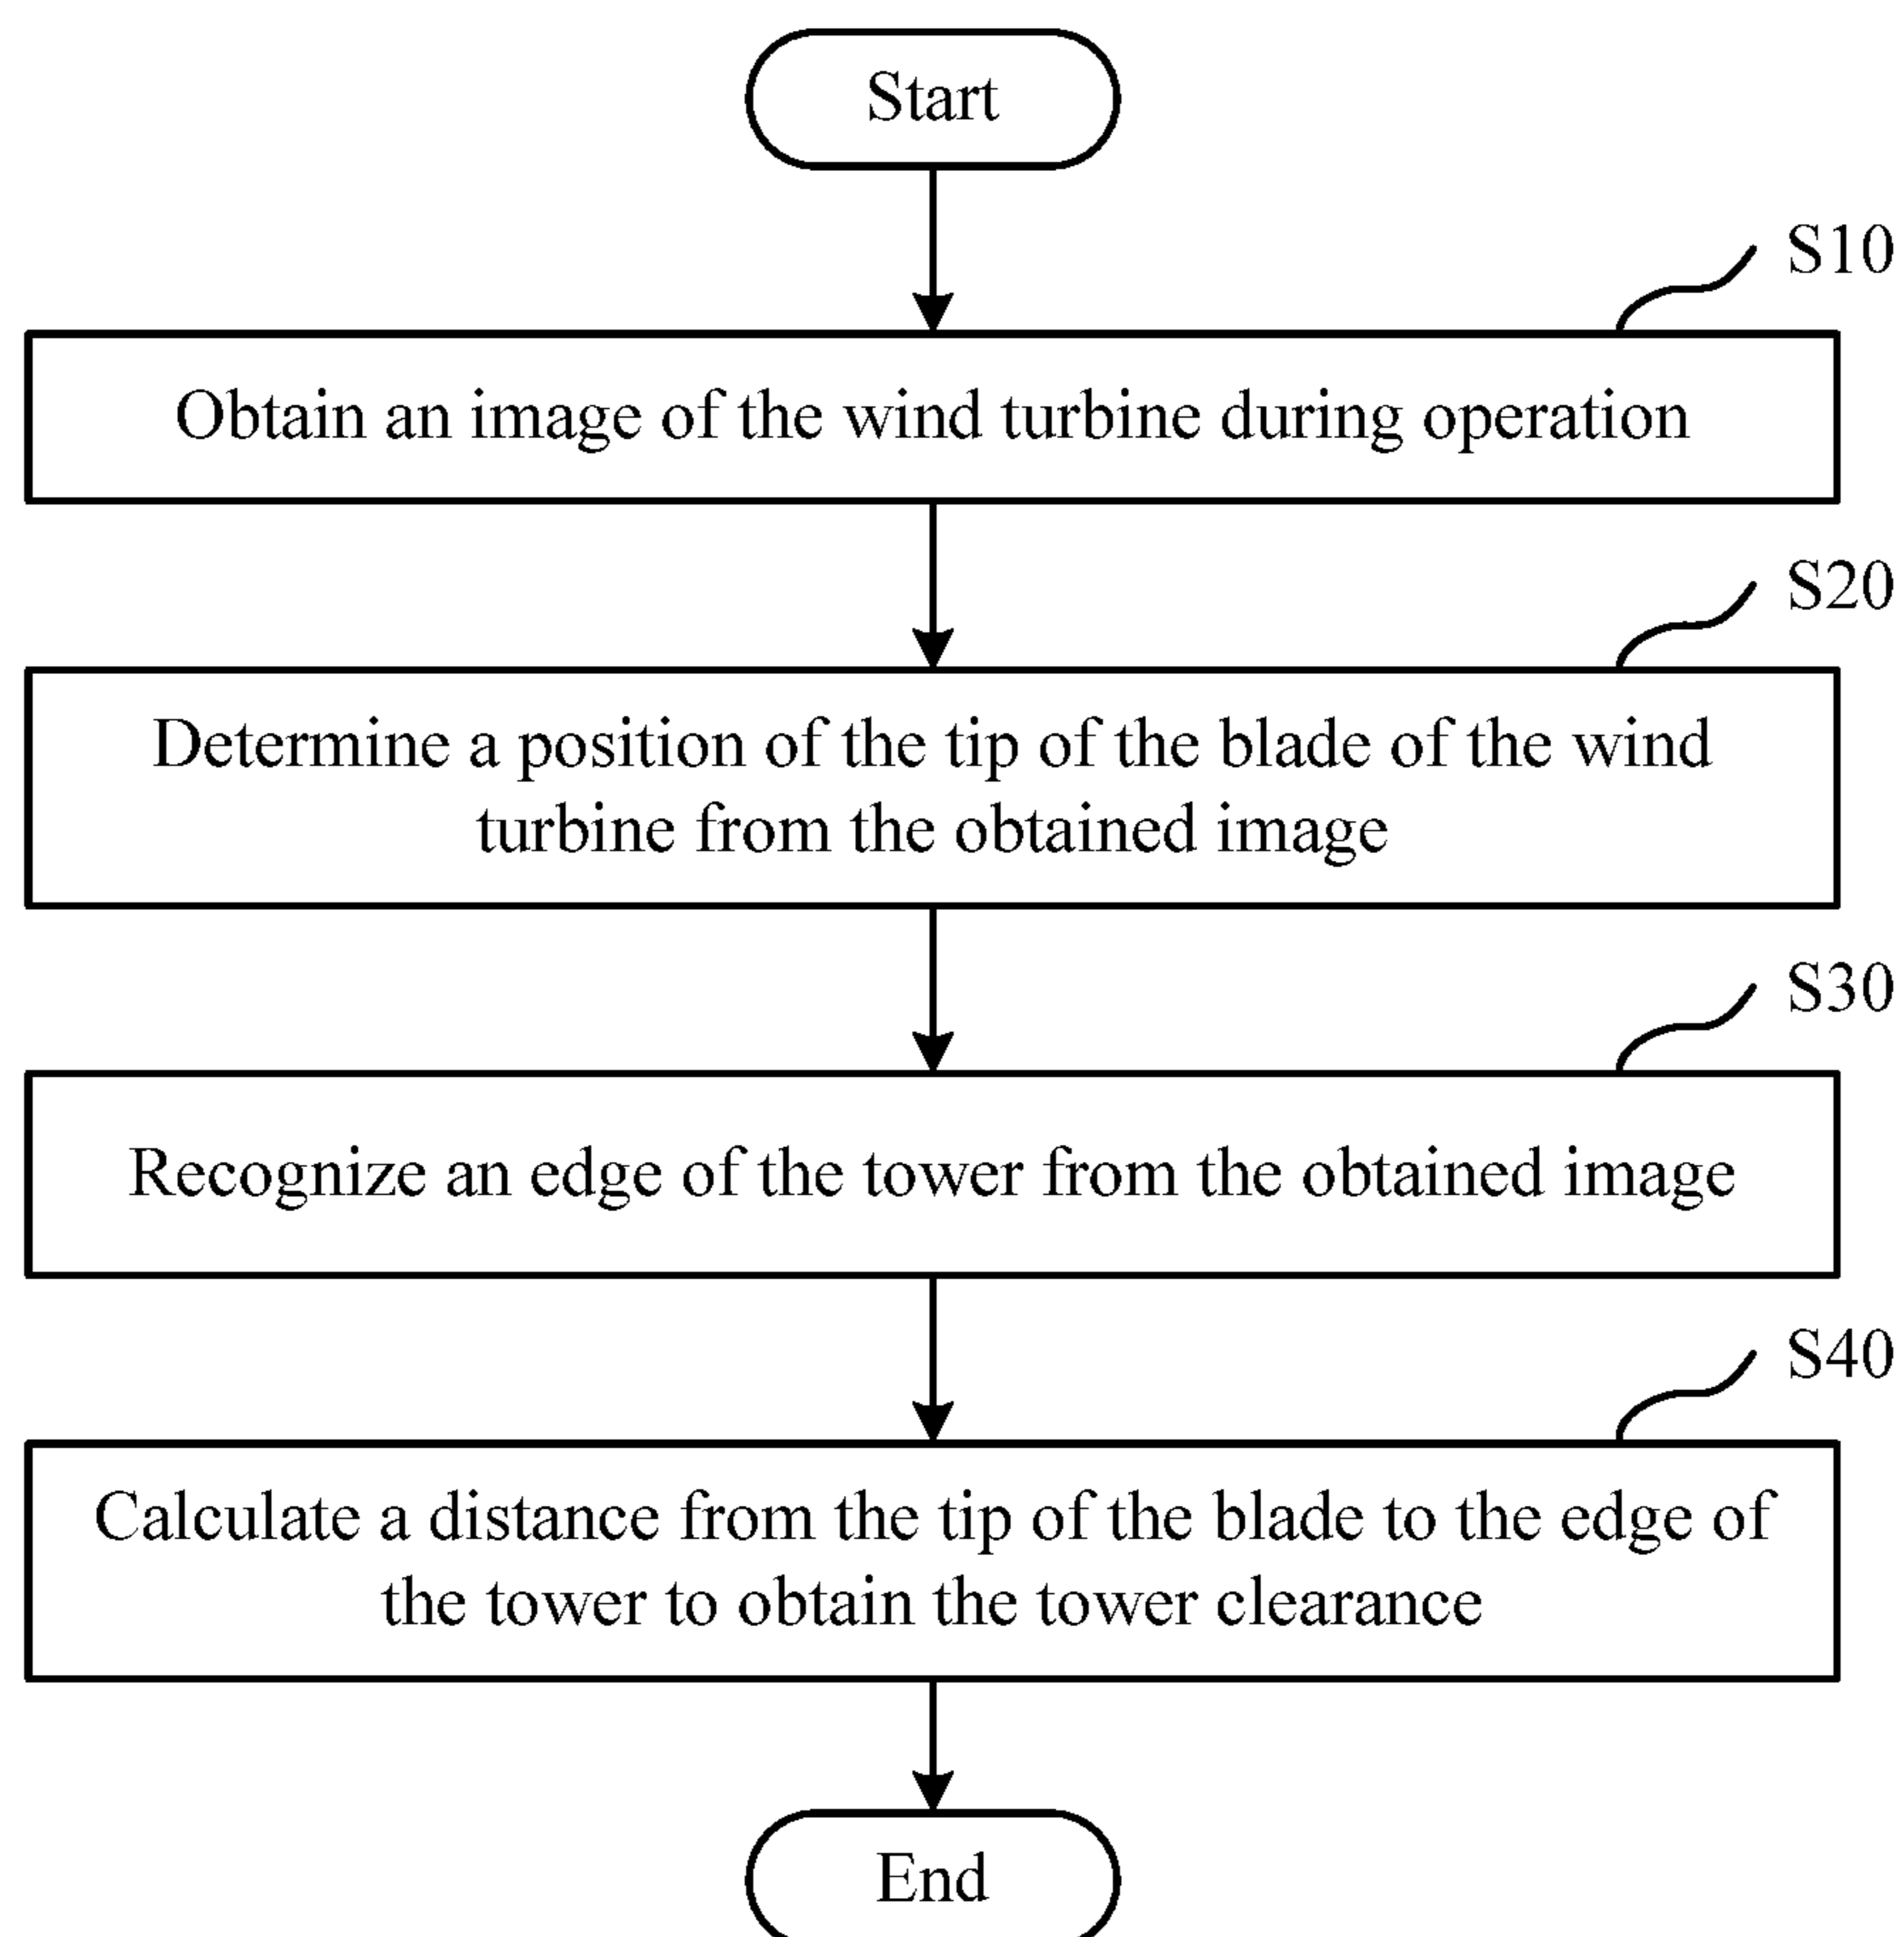 Start
S10
Obtain an image of the wind turbine during operation
S20
Determine a position of the tip of the blade of the wind
turbine from the obtained image
S30
Recognize an edge of the tower from the obtained image
S40
Calculate a distance from the tip of the blade to the edge of
the tower to obtain the tower clearance
End